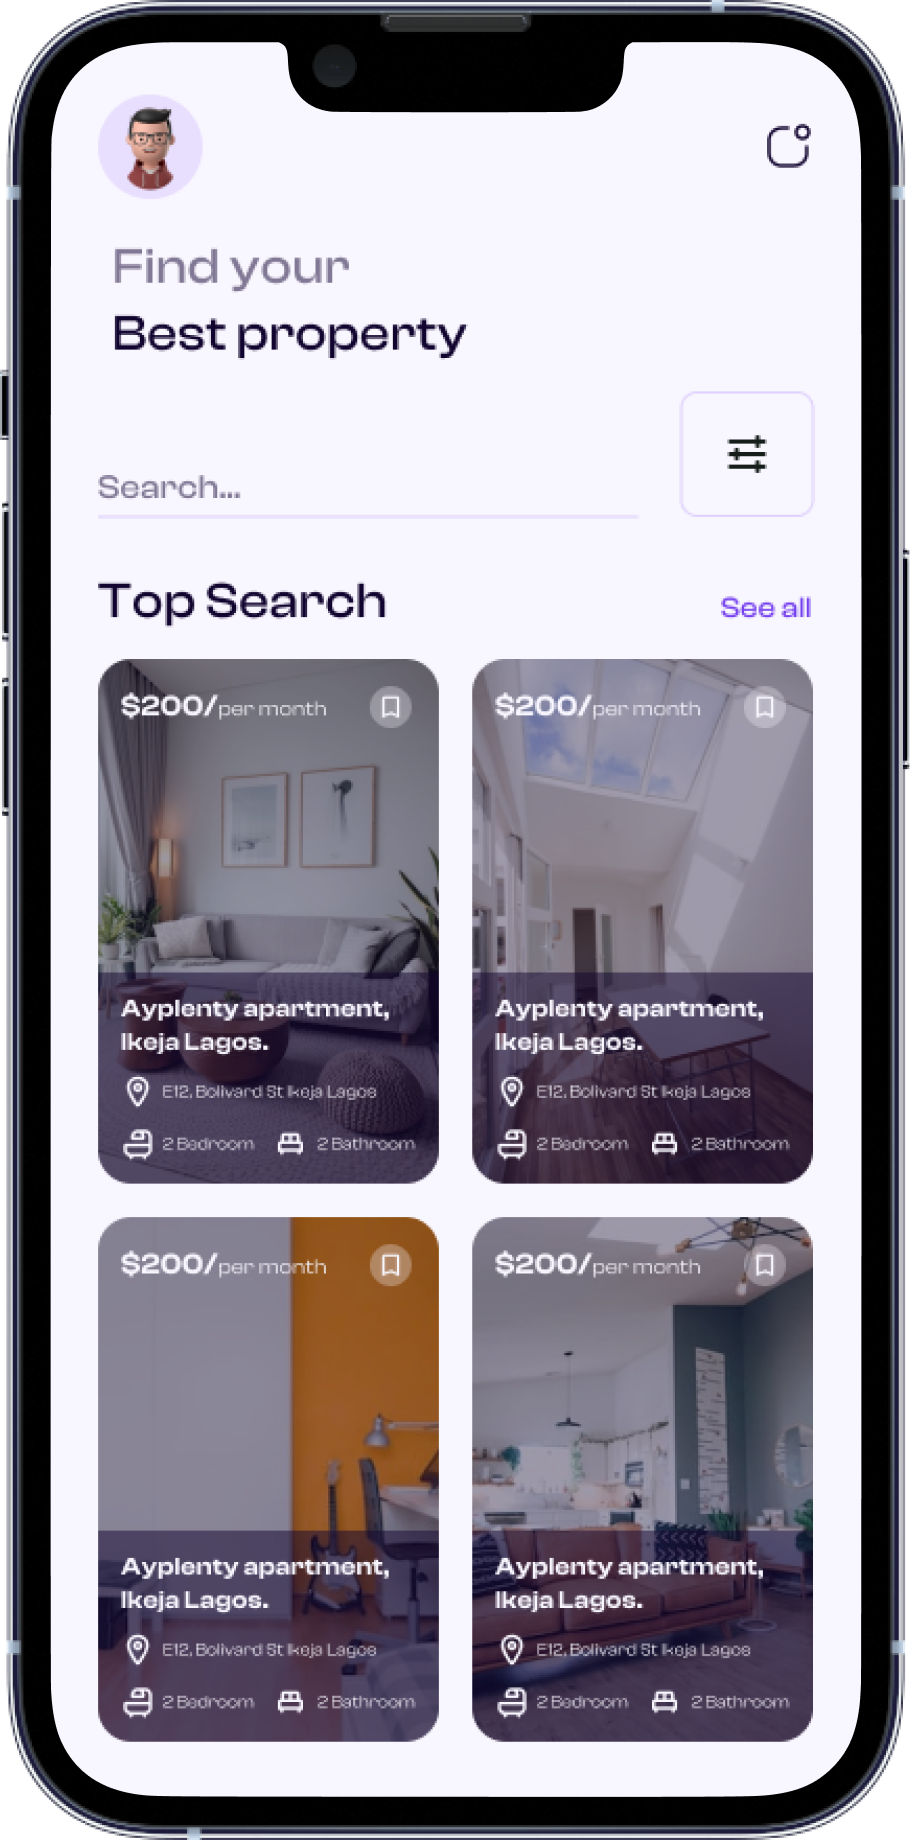 Find your
Best property
Search...
Top Search
See all
$200/per month
Ayplenty apartment,
Ikeja Lagos.
E12, Bolivard St Ikeja Lagos
2 Bedroom
2 Bathroom
$200/per month
Ayplenty apartment,
Ikeja Lagos.
E12, Bolivard St Ikeja Lagos
2 Bedroom
2 Bathroom
$200/per month
Ayplenty apartment,
Ikeja Lagos.
E12, Bolivard St Ikeja Lagos
2 Bedroom
2 Bathroom
$200/per month
Ayplenty apartment,
Ikeja Lagos.
E12, Bolivard St Ikeja Lagos
2 Bedroom
2 Bathroom